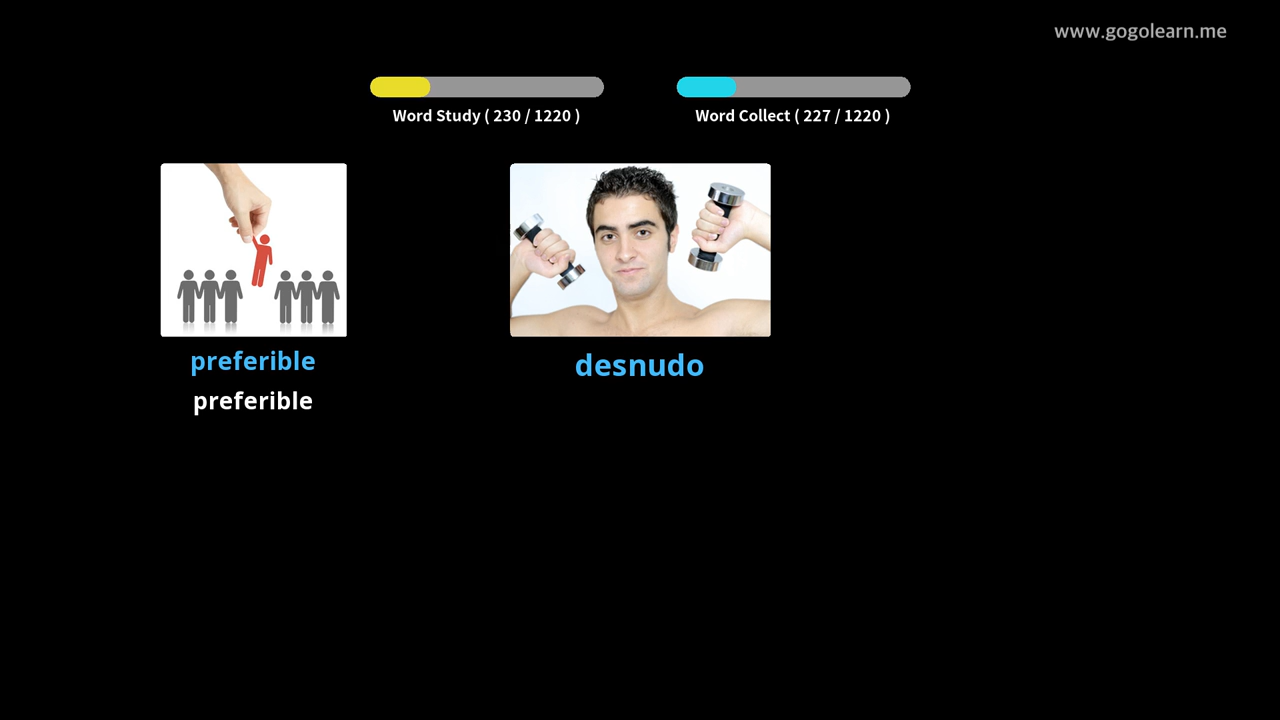 www.gogolearn.me
Word Study ( 230 / 1220 )
Word Collect ( 227 / 1220 )
preferible
preferible
desnudo